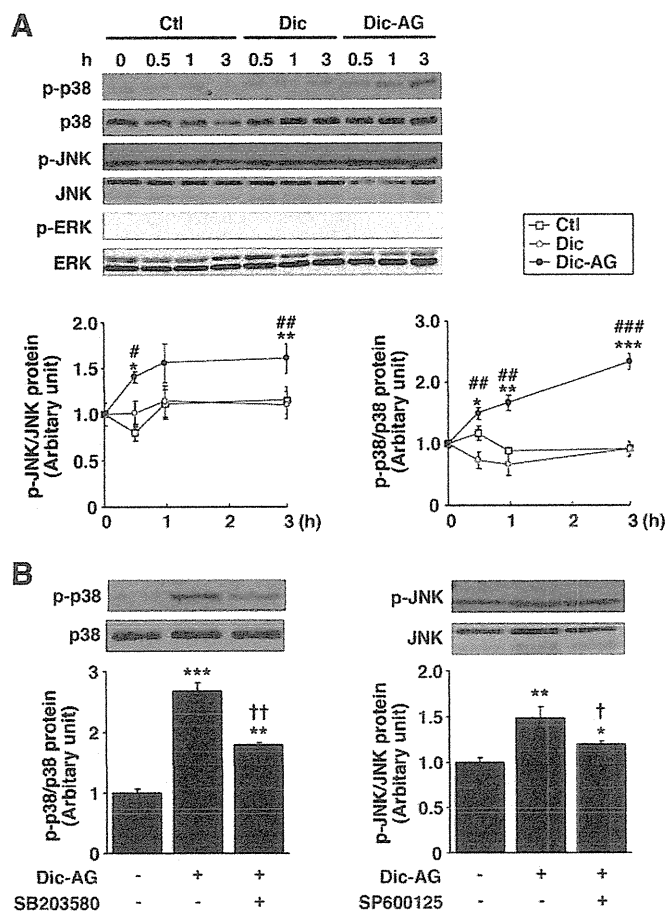 A
Ctl Dic Dic-AG
h 0 0.5 1 3 0.5 1 3 0.5 1 3
p-p38
p38
p-JNK
JNK
p-ERK
ERK
Ctl
Dic
Dic-AG
p-JNK/JNK protein
(Arbitary unit)
2.0
1.5
1.0
0.5
0
# 
*
##
**
0 1 2 3 (h)
p-p38/p38 protein
(Arbitary unit)
3.0
2.0
1.0
0
##
*
##
**
###
***
0 1 2 3 (h)
B
p-p38
p38
p-p38/p38 protein
(Arbitary unit)
3
2
1
0
***
††
**
Dic-AG - + +
SB203580 - - +
p-JNK
JNK
p-JNK/JNK protein
(Arbitary unit)
2.0
1.5
1.0
0.5
0
**
†
*
Dic-AG - + +
SP600125 - - +